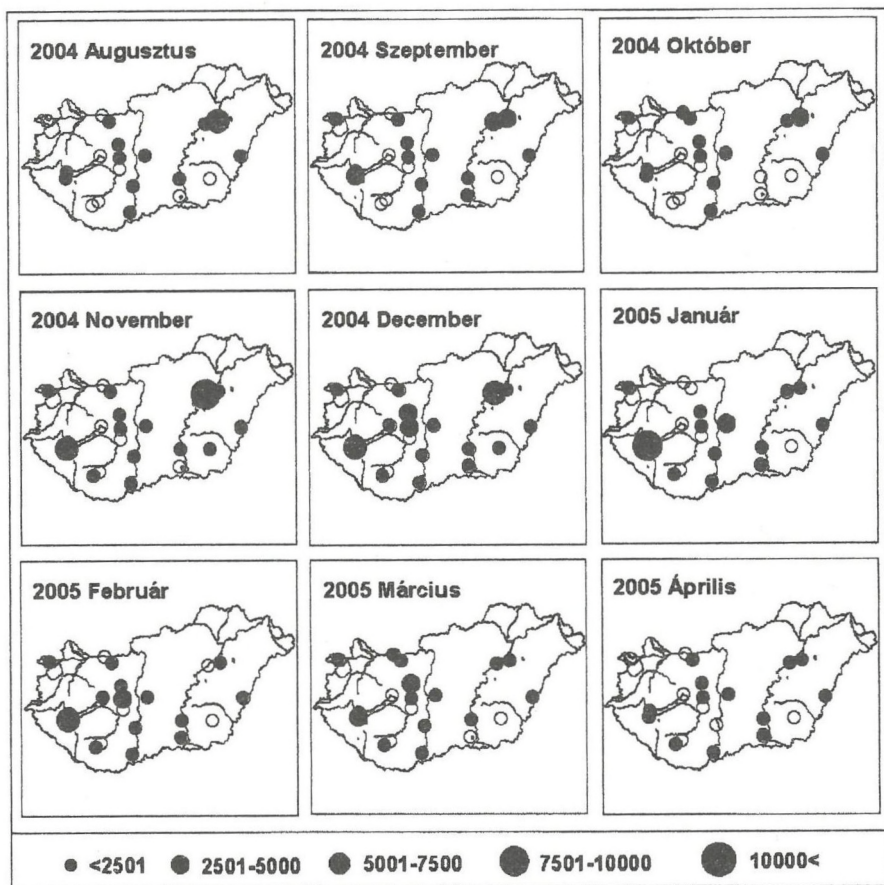 2004 Augusztus 2004 Szeptember 2004 Október
2004 November 2004 December 2005 Január
2005 Február 2005 Március 2005 Április
<2501 2501-5000 5001-7500 7501-10000 10000<